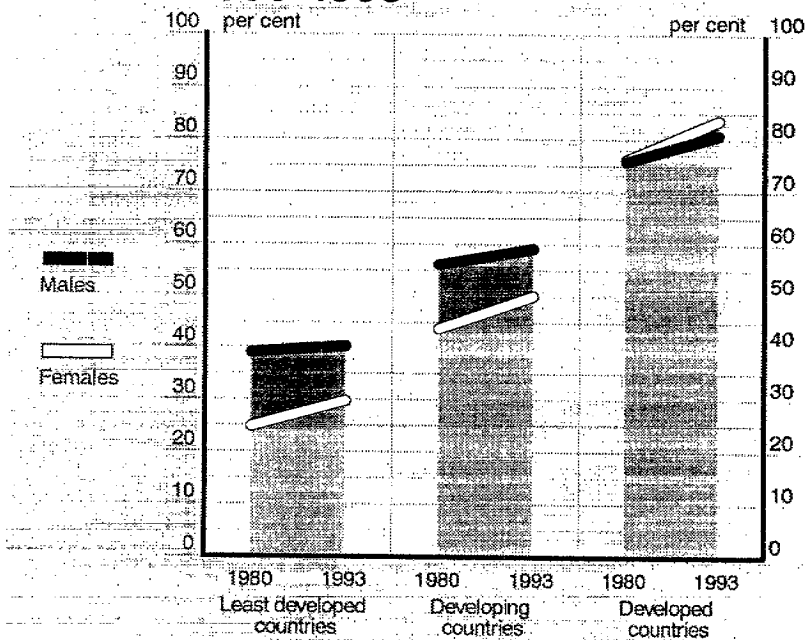 per cent
per cent
100
90
80
70
60
50
40
30
20
10
0
100
90
80
70
60
50
40
30
20
10
0
Males
Females
1980 1993 1980 1993 1980 1993
Least developed countries
Developing countries
Developed countries